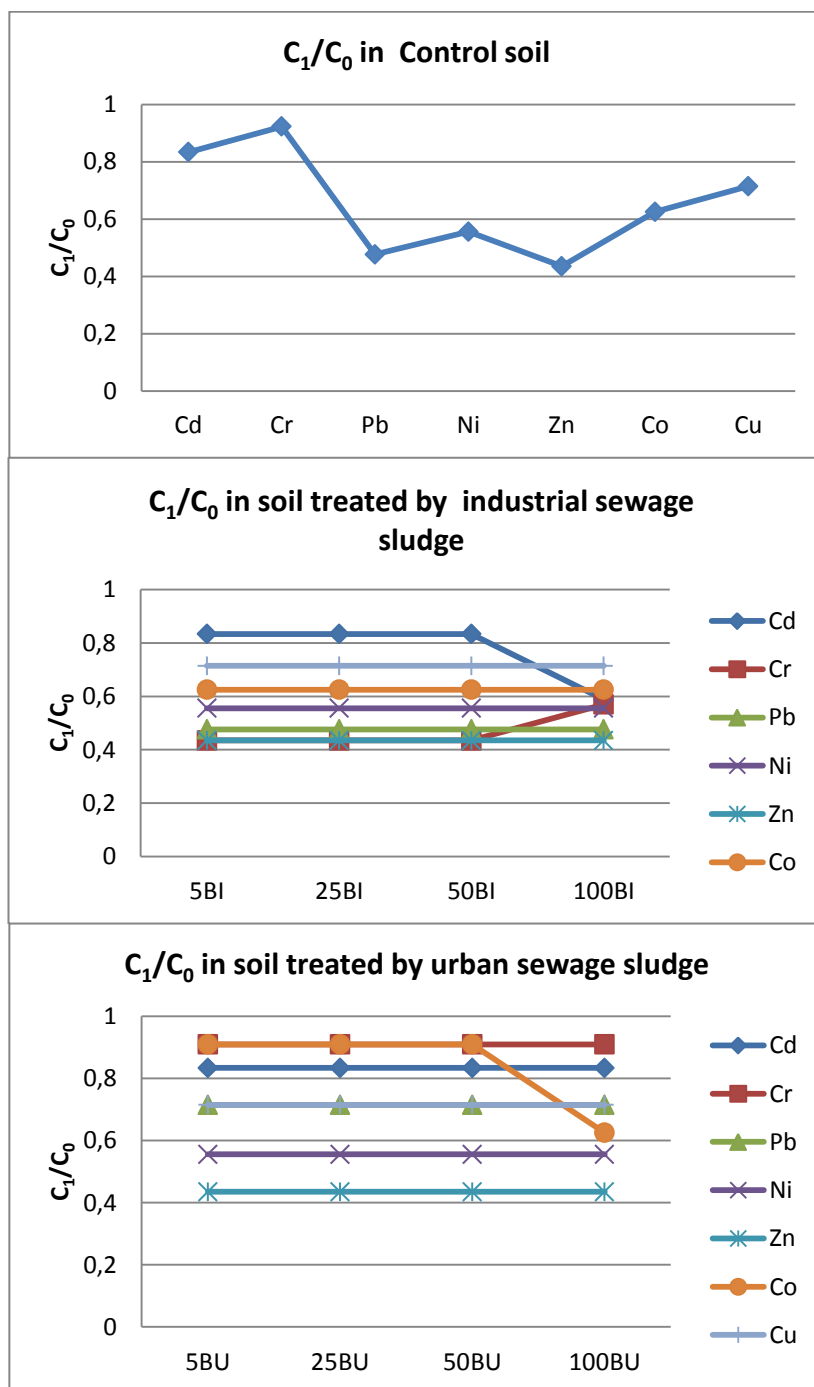 C₁/C₀ in Control soil
1
0,8
0,6
0,4
0,2
0
C₁/C₀
Cd Cr Pb Ni Zn Co Cu
C₁/C₀ in soil treated by industrial sewage
sludge
1
0,8
0,6
0,4
0,2
0
C₁/C₀
5BI 25BI 50BI 100BI
Cd
Cr
Pb
Ni
Zn
Co
C₁/C₀ in soil treated by urban sewage sludge
1
0,8
0,6
0,4
0,2
0
C₁/C₀
5BU 25BU 50BU 100BU
Cd
Cr
Pb
Ni
Zn
Co
Cu